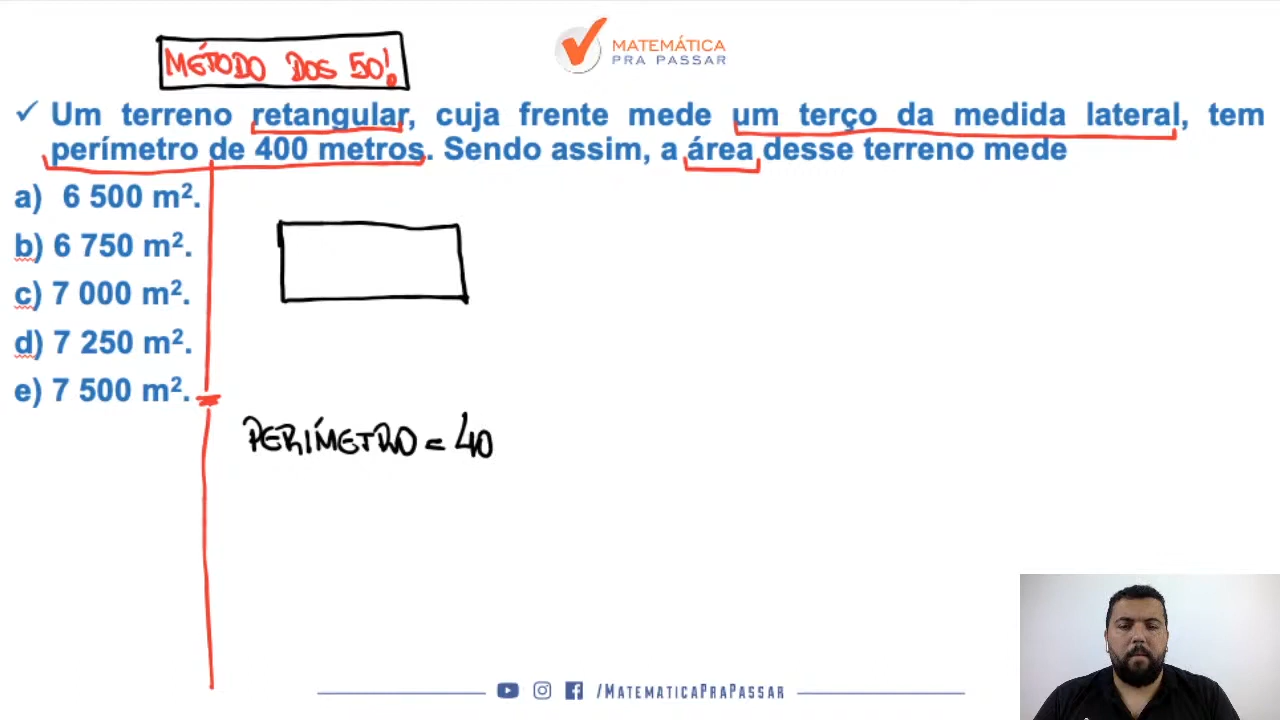 MÉTODO DOS 50!
MATEMÁTICA
PRA PASSAR
✓ Um terreno retangular, cuja frente mede um terço da medida lateral, tem
perímetro de 400 metros. Sendo assim, a área desse terreno mede
a) 6 500 m².
b) 6 750 m².
c) 7 000 m².
d) 7 250 m².
e) 7 500 m².
PERÍMETRO = 40
/MATEMATICAPRAPASSAR